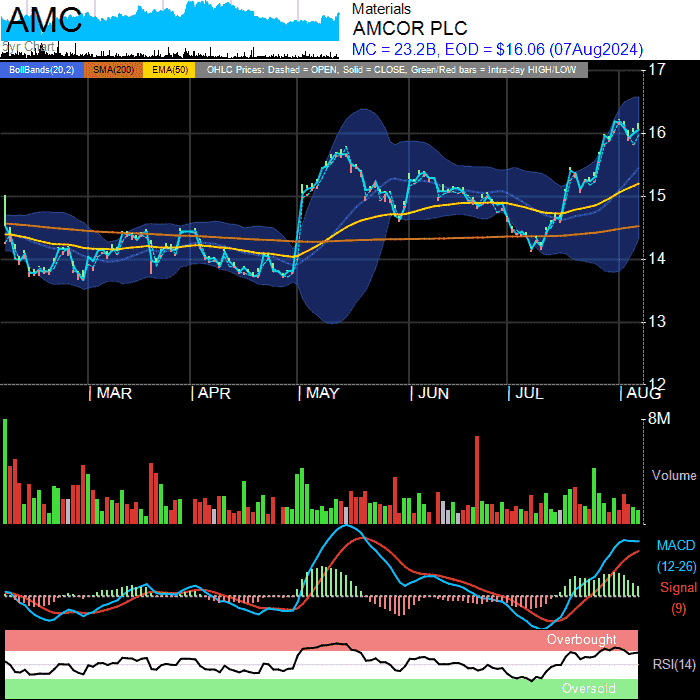 AMC
5yr Chart
Materials
AMCOR PLC
MC = 23.2B, EOD = $16.06 (07Aug2024)
BollBands(20,2) SMA(200) EMA(50) OHLC Prices: Dashed = OPEN, Solid = CLOSE, Green/Red bars = Intra-day HIGH/LOW
17
16
15
14
13
12
| MAR | APR | MAY | JUN | JUL | AUG
8M
Volume
MACD
(12-26)
Signal
(9)
Overbought
RSI(14)
Oversold